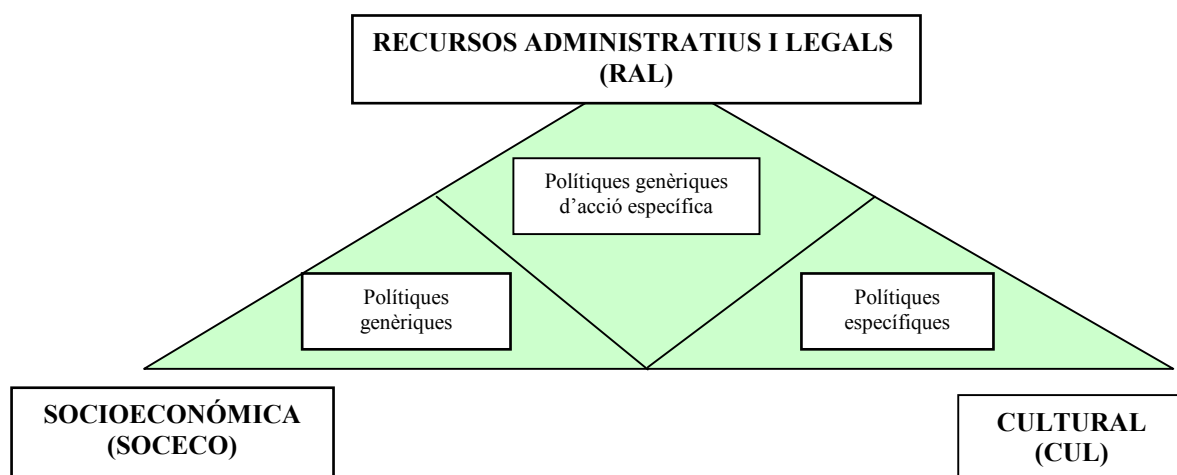 RECURSOS ADMINISTRATIUS I LEGALS
(RAL)
Polítiques genèriques
d’acció específica
Polítiques
genèriques
Polítiques
específiques
SOCIOECONÓMICA
(SOCECO)
CULTURAL
(CUL)